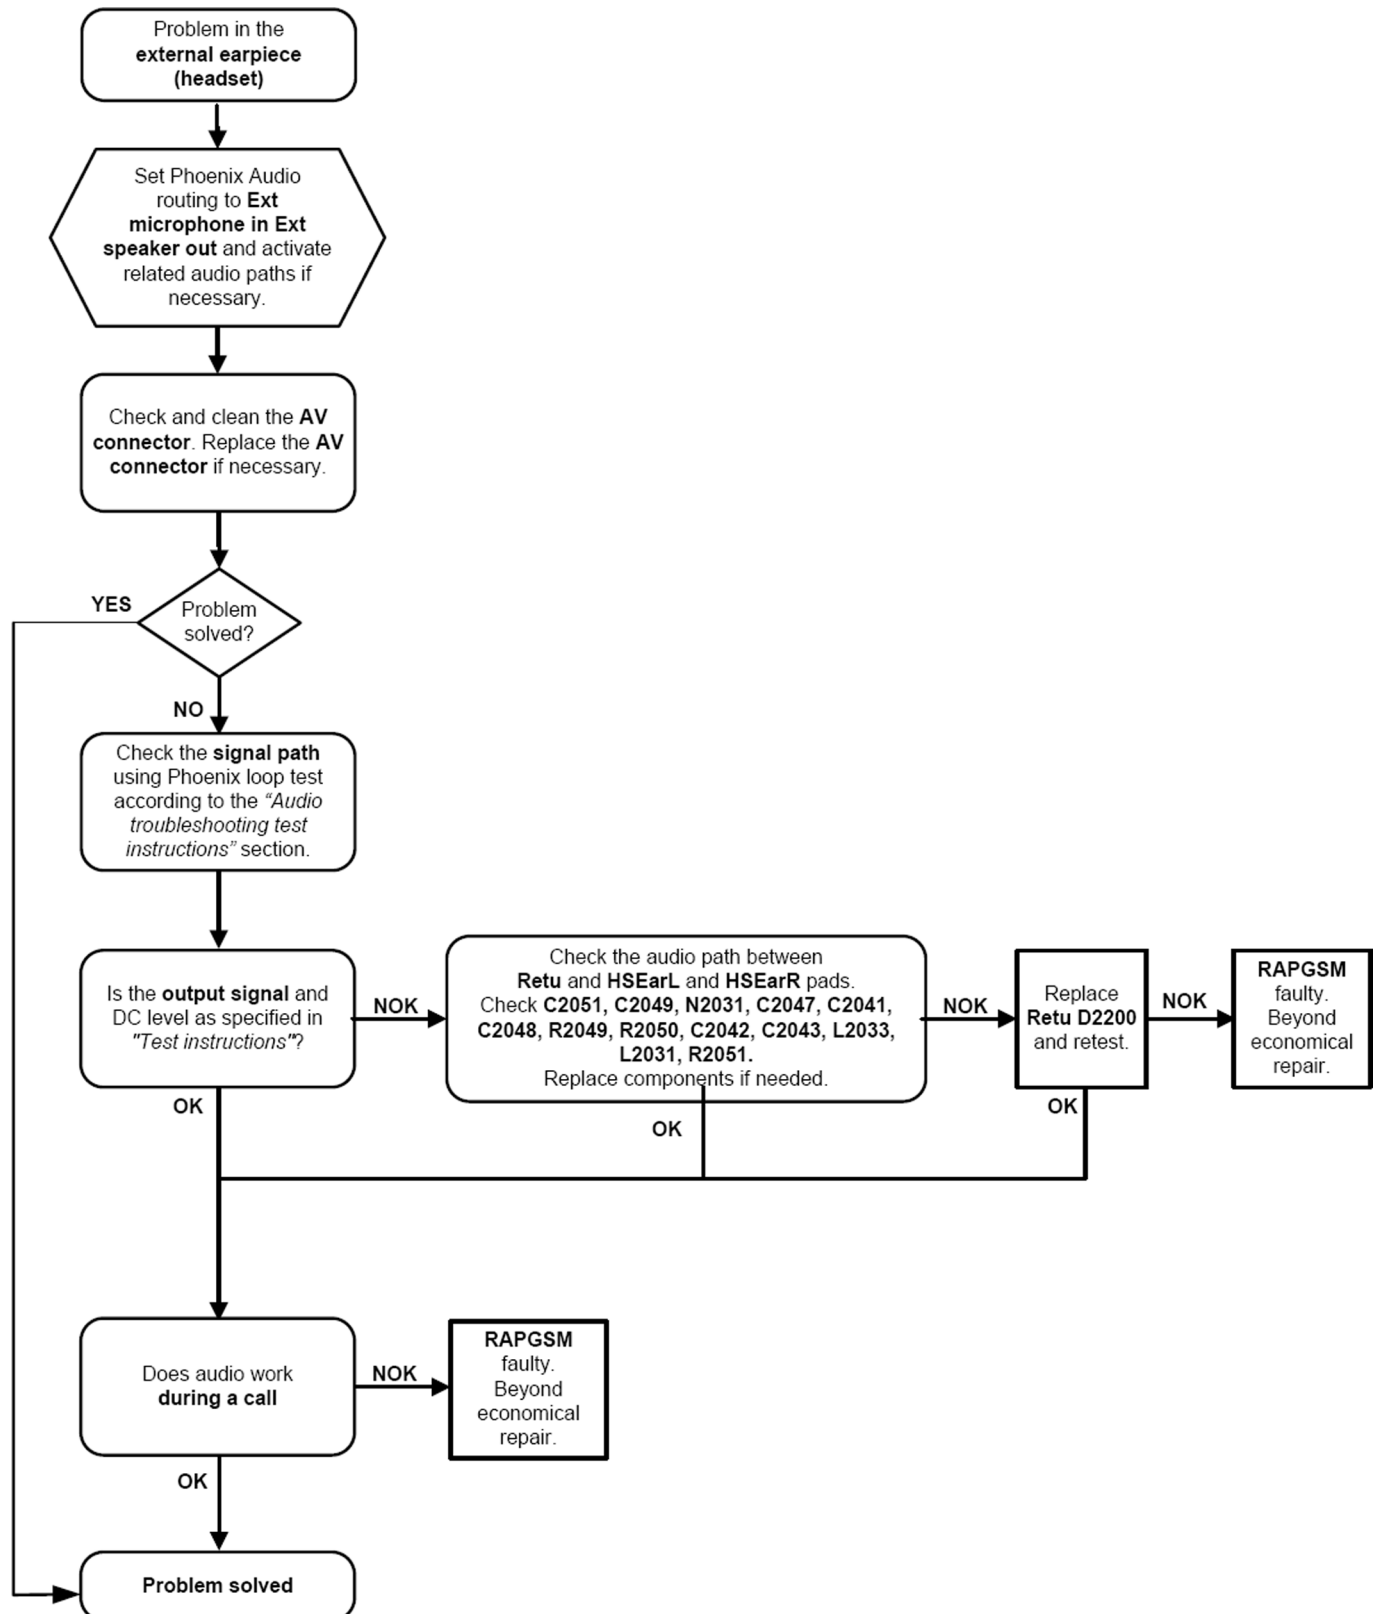 Problem in the
external earpiece
(headset)
Set Phoenix Audio
routing to Ext
microphone in Ext
speaker out and activate
related audio paths if
necessary.
Check and clean the AV
connector. Replace the AV
connector if necessary.
YES
Problem
solved?
NO
Check the signal path
using Phoenix loop test
according to the "Audio
troubleshooting test
instructions" section.
Is the output signal and
DC level as specified in
"Test instructions"?
NOK
Check the audio path between
Retu and HSEarL and HSEarR pads.
Check C2051, C2049, N2031, C2047, C2041,
C2048, R2049, R2050, C2042, C2043, L2033,
L2031, R2051.
Replace components if needed.
NOK
Replace
Retu D2200
and retest.
NOK
RAPGSM
faulty.
Beyond
economical
repair.
OK
OK
OK
Does audio work
during a call
NOK
RAPGSM
faulty.
Beyond
economical
repair.
OK
Problem solved